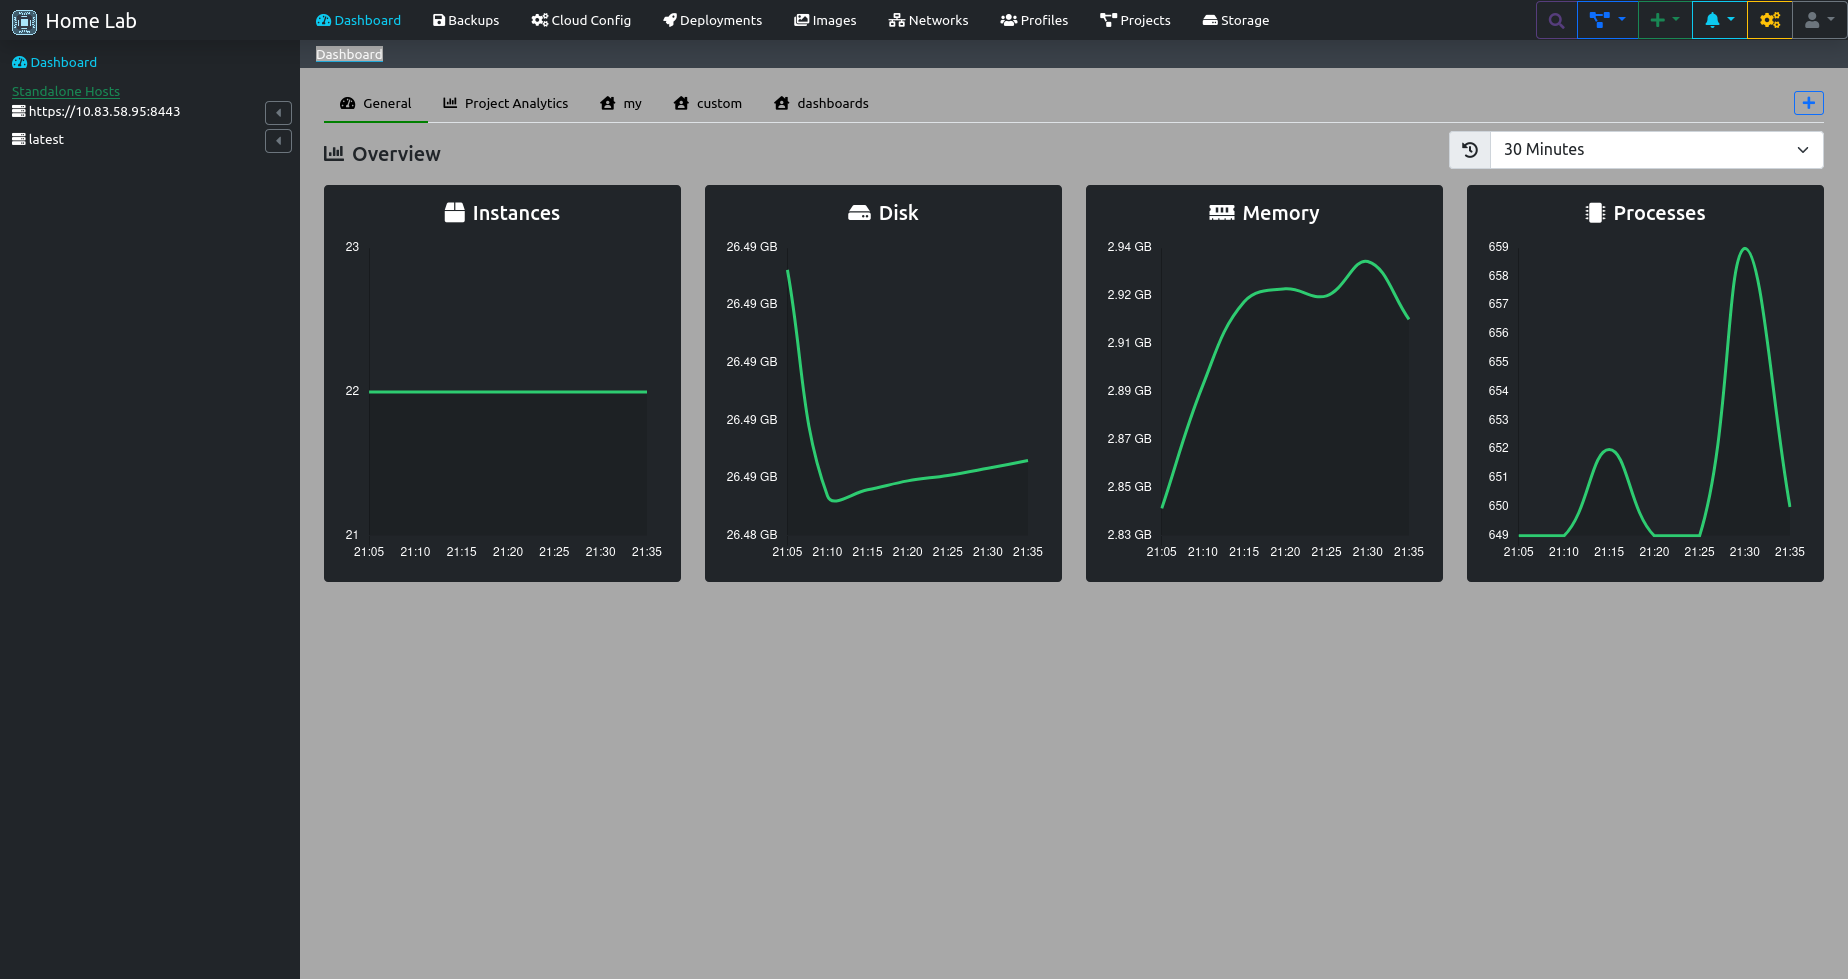 Home Lab
Dashboard Backups Cloud Config Deployments Images Networks Profiles Projects Storage
Dashboard
Standalone Hosts
https://10.83.58.95:8443
latest
Dashboard
General Project Analytics my custom dashboards
Overview
30 Minutes
Instances
23
22
21
21:05 21:10 21:15 21:20 21:25 21:30 21:35
Disk
26.49 GB
26.49 GB
26.49 GB
26.49 GB
26.49 GB
26.48 GB
21:05 21:10 21:15 21:20 21:25 21:30 21:35
Memory
2.94 GB
2.92 GB
2.91 GB
2.89 GB
2.87 GB
2.85 GB
2.83 GB
21:05 21:10 21:15 21:20 21:25 21:30 21:35
Processes
659
658
657
656
655
654
653
652
651
650
649
21:05 21:10 21:15 21:20 21:25 21:30 21:35